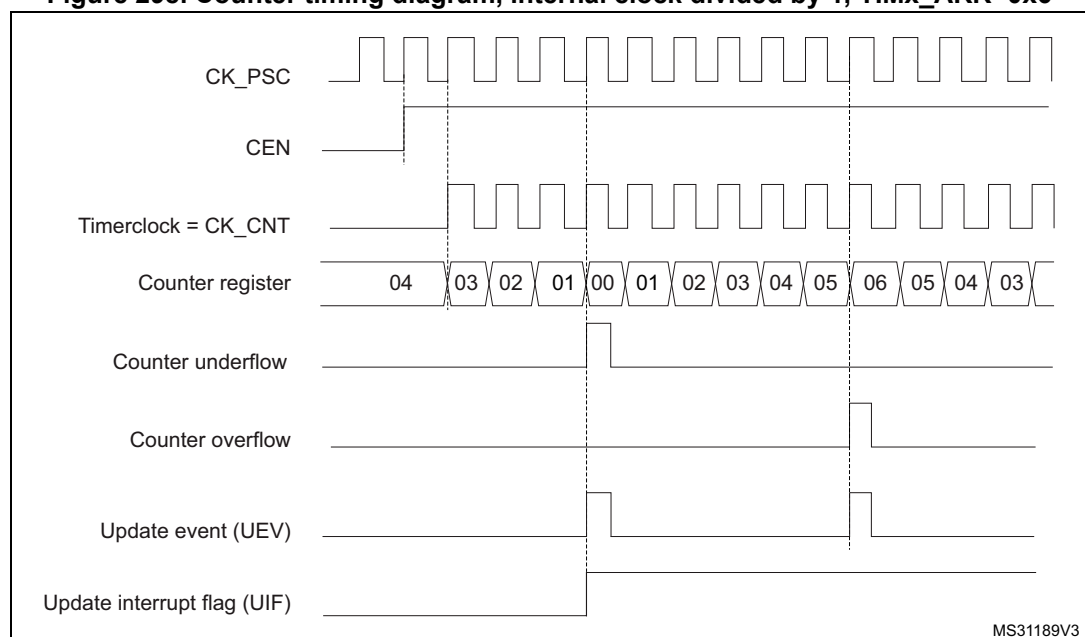 CK_PSC
CEN
Timerclock = CK_CNT
Counter register 04 03 02 01 00 01 02 03 04 05 06 05 04 03
Counter underflow
Counter overflow
Update event (UEV)
Update interrupt flag (UIF)
MS31189V3